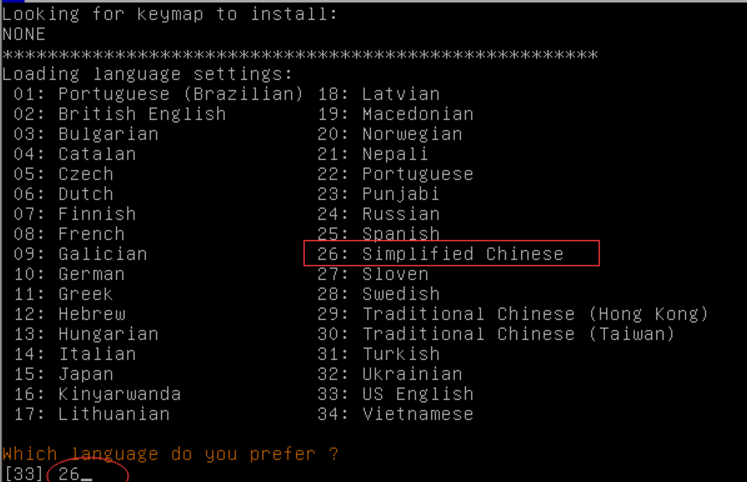 Looking for keymap to install:
NONE
*****************************************************
Loading language settings:
01: Portuguese (Brazilian) 18: Latvian
02: British English 19: Macedonian
03: Bulgarian 20: Norwegian
04: Catalan 21: Nepali
05: Czech 22: Portuguese
06: Dutch 23: Punjabi
07: Finnish 24: Russian
08: French 25: Spanish
09: Galician 26: Simplified Chinese
10: German 27: Sloven
11: Greek 28: Swedish
12: Hebrew 29: Traditional Chinese (Hong Kong)
13: Hungarian 30: Traditional Chinese (Taiwan)
14: Italian 31: Turkish
15: Japan 32: Ukrainian
16: Kinyarwanda 33: US English
17: Lithuanian 34: Vietnamese
Which language do you prefer ?
[33] 26_